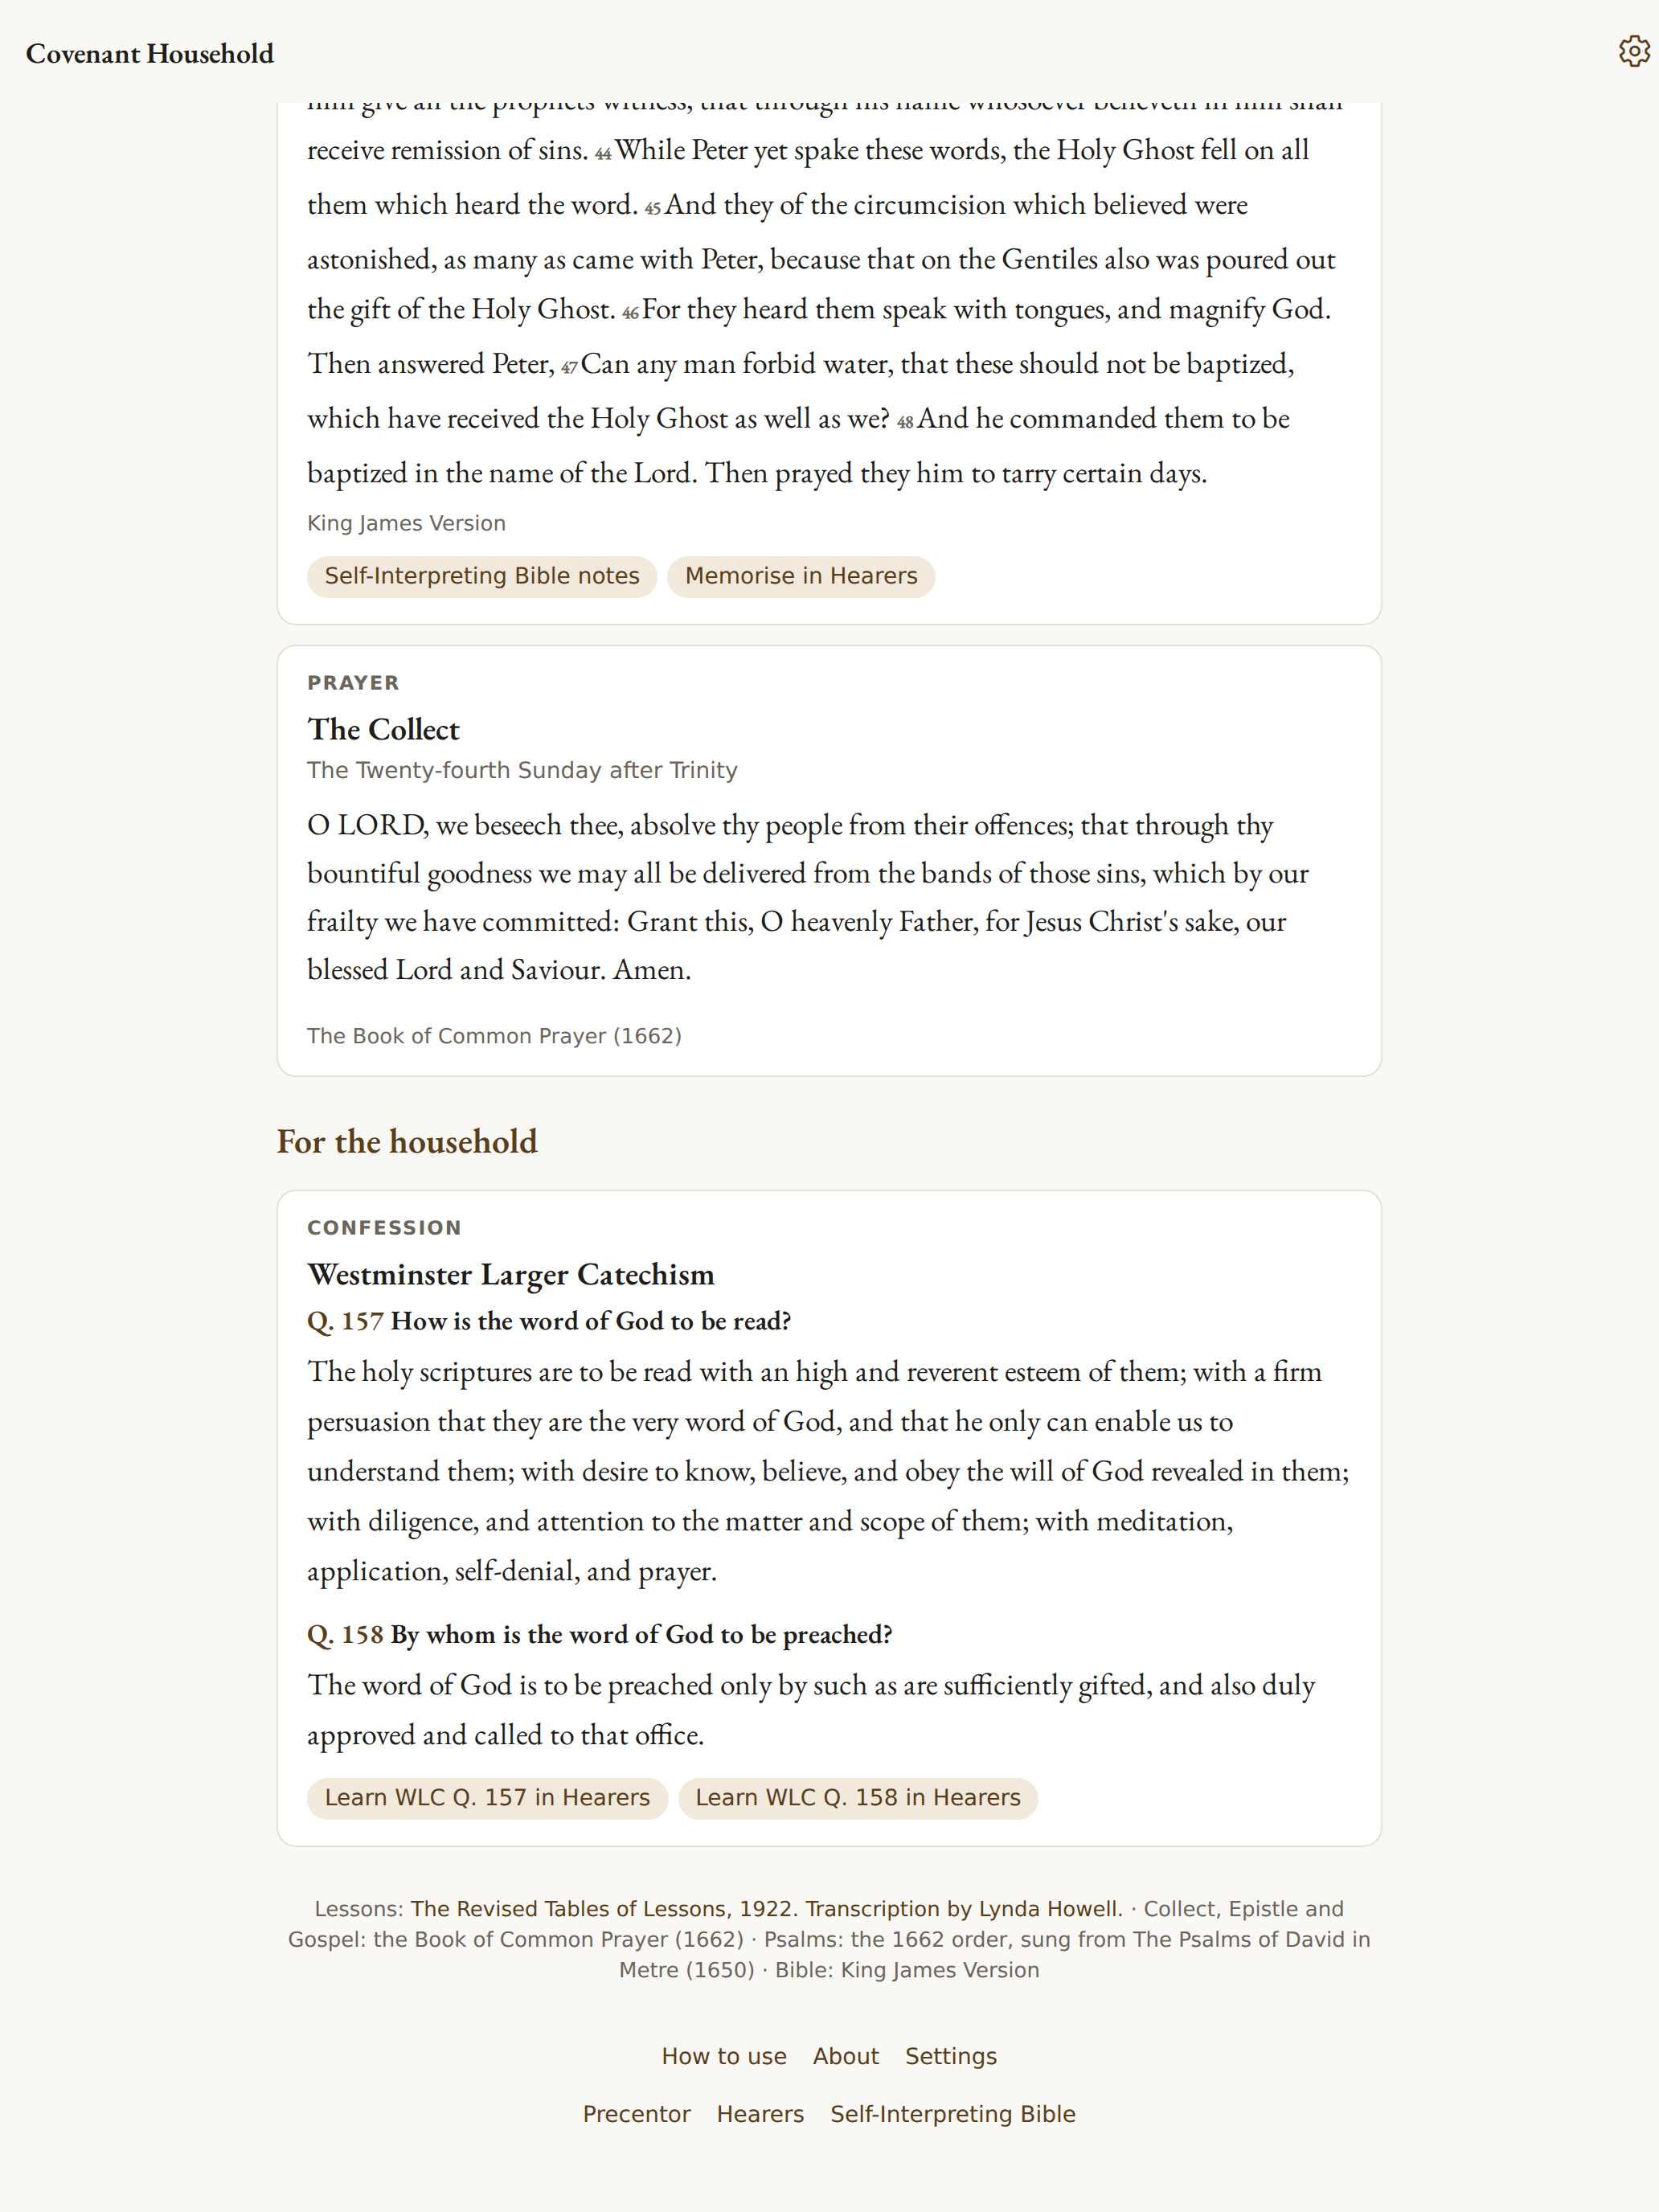 Covenant Household
him give all the prophets witness, that through his name whosoever believeth in him shall
receive remission of sins. 44 While Peter yet spake these words, the Holy Ghost fell on all
them which heard the word. 45 And they of the circumcision which believed were
astonished, as many as came with Peter, because that on the Gentiles also was poured out
the gift of the Holy Ghost. 46 For they heard them speak with tongues, and magnify God.
Then answered Peter, 47 Can any man forbid water, that these should not be baptized,
which have received the Holy Ghost as well as we? 48 And he commanded them to be
baptized in the name of the Lord. Then prayed they him to tarry certain days.
King James Version
Self-Interpreting Bible notes Memorise in Hearers
PRAYER
The Collect
The Twenty-fourth Sunday after Trinity
O LORD, we beseech thee, absolve thy people from their offences; that through thy
bountiful goodness we may all be delivered from the bands of those sins, which by our
frailty we have committed: Grant this, O heavenly Father, for Jesus Christ's sake, our
blessed Lord and Saviour. Amen.
The Book of Common Prayer (1662)
For the household
CONFESSION
Westminster Larger Catechism
Q. 157 How is the word of God to be read?
The holy scriptures are to be read with an high and reverent esteem of them; with a firm
persuasion that they are the very word of God, and that he only can enable us to
understand them; with desire to know, believe, and obey the will of God revealed in them;
with diligence, and attention to the matter and scope of them; with meditation,
application, self-denial, and prayer.
Q. 158 By whom is the word of God to be preached?
The word of God is to be preached only by such as are sufficiently gifted, and also duly
approved and called to that office.
Learn WLC Q. 157 in Hearers Learn WLC Q. 158 in Hearers
Lessons: The Revised Tables of Lessons, 1922. Transcription by Lynda Howell. · Collect, Epistle and
Gospel: the Book of Common Prayer (1662) · Psalms: the 1662 order, sung from The Psalms of David in
Metre (1650) · Bible: King James Version
How to use About Settings
Precentor Hearers Self-Interpreting Bible